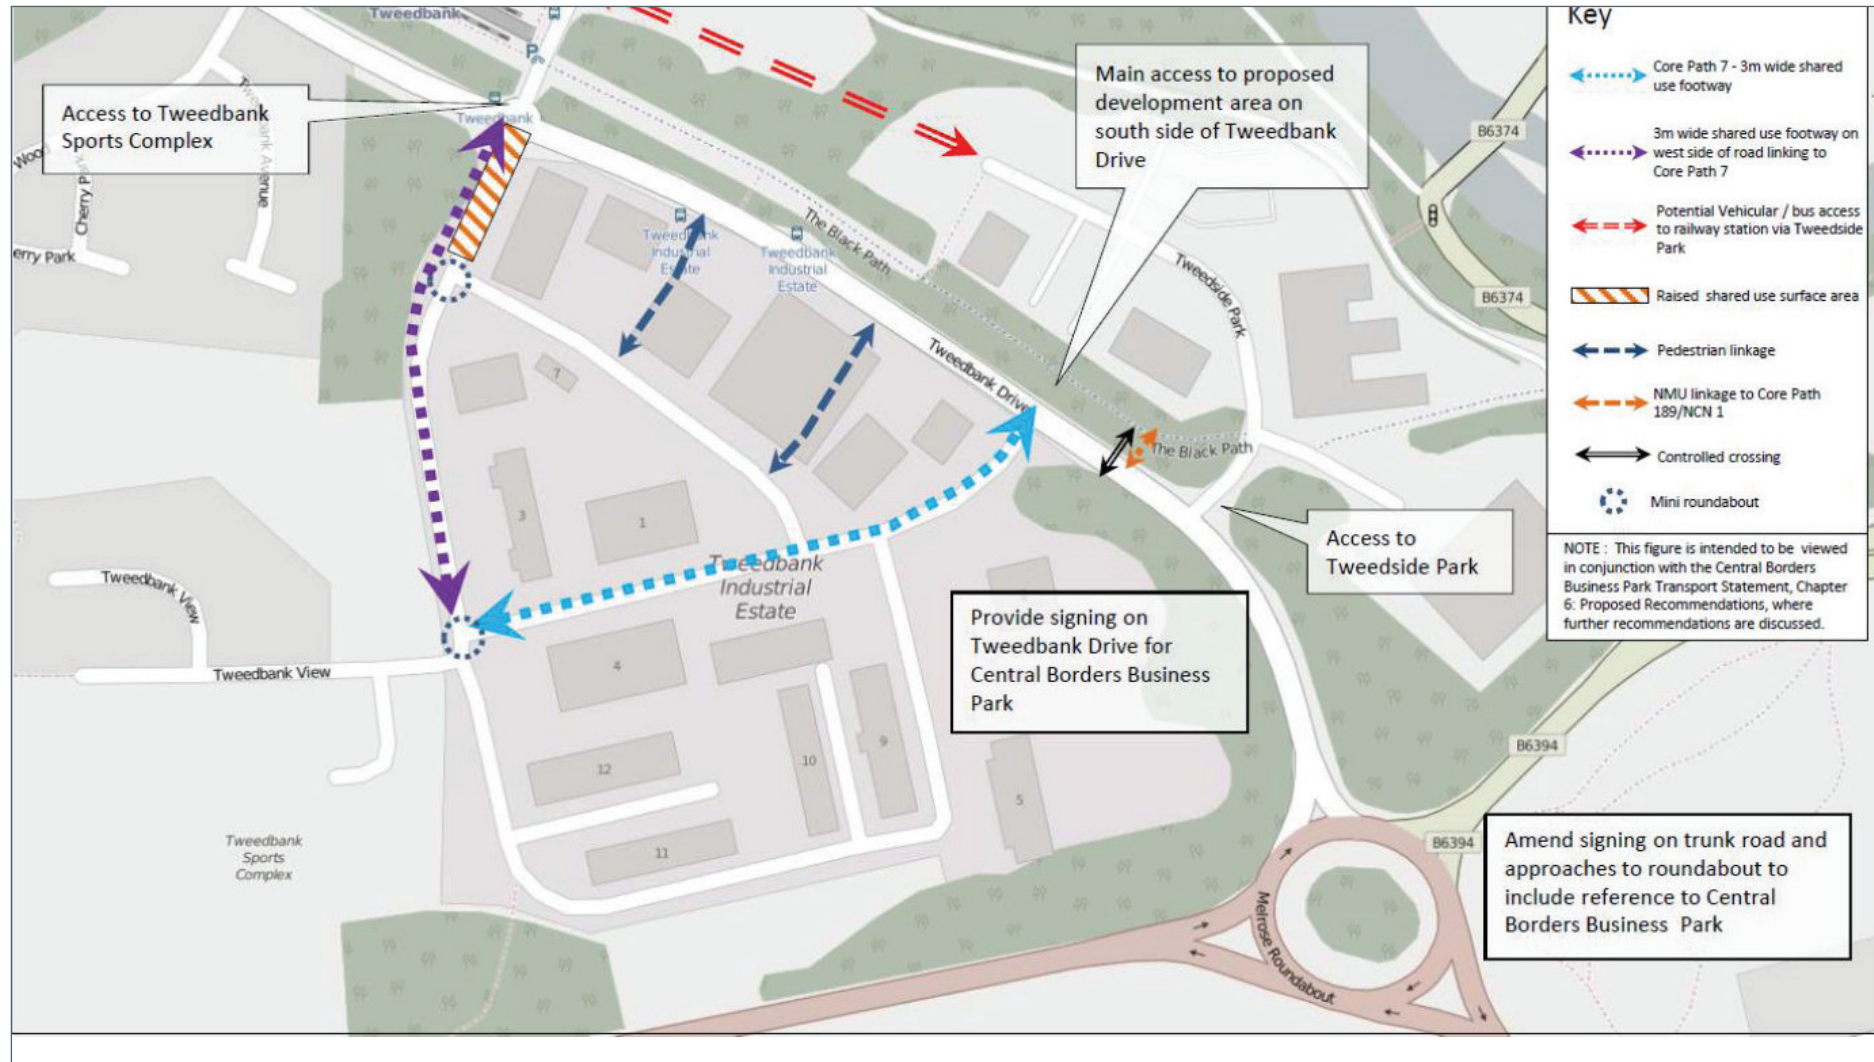 Tweedbank
P
Access to Tweedbank
Sports Complex
Tweedbank
Tweedbank Avenue
Wood
Cherry P
erry Park
Main access to proposed
development area on
south side of Tweedbank
Drive
Key
Core Path 7 - 3m wide shared
use footway
3m wide shared use footway on
west side of road linking to
Core Path 7
Potential Vehicular / bus access
to railway station via Tweedside
Park
Raised shared use surface area
Pedestrian linkage
NMU linkage to Core Path
189/NCN 1
Controlled crossing
Mini roundabout
NOTE : This figure is intended to be viewed
in conjunction with the Central Borders
Business Park Transport Statement, Chapter
6: Proposed Recommendations, where
further recommendations are discussed.
B6374
B6374
Tweedbank
Industrial
Estate
Tweedbank
Industrial
Estate
The Black Path
Tweedside Park
Tweedbank Drive
The Black Path
7
3
1
Tweedbank
Industrial
Estate
Access to
Tweedside Park
Provide signing on
Tweedbank Drive for
Central Borders Business
Park
Tweedbank View
Tweedbank View
4
12
10
9
11
5
B6394
B6394
Tweedbank
Sports
Complex
Melrose Roundabout
Amend signing on trunk road and
approaches to roundabout to
include reference to Central
Borders Business Park